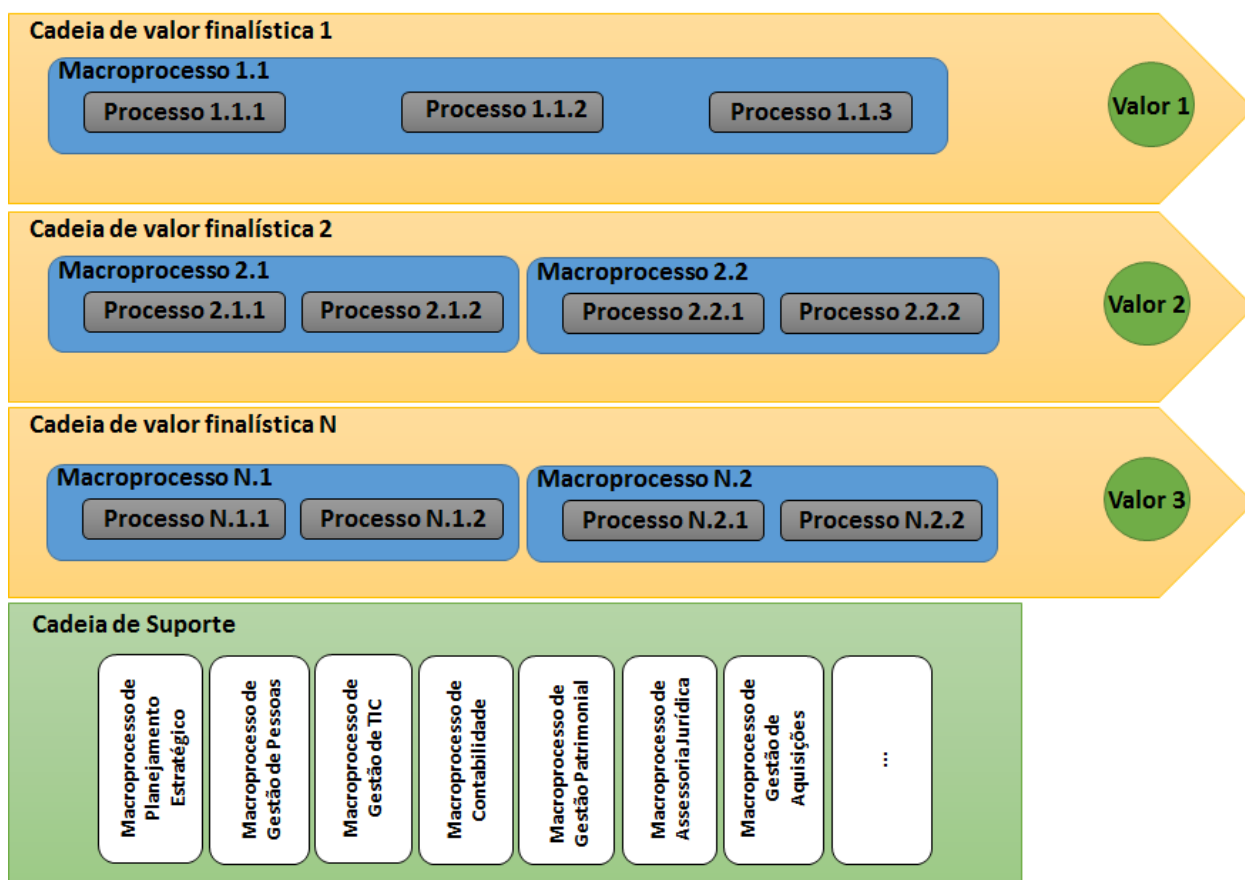 Cadeia de valor finalística 1
Macroprocesso 1.1
Processo 1.1.1
Processo 1.1.2
Processo 1.1.3
Valor 1
Cadeia de valor finalística 2
Macroprocesso 2.1
Processo 2.1.1
Processo 2.1.2
Macroprocesso 2.2
Processo 2.2.1
Processo 2.2.2
Valor 2
Cadeia de valor finalística N
Macroprocesso N.1
Processo N.1.1
Processo N.1.2
Macroprocesso N.2
Processo N.2.1
Processo N.2.2
Valor 3
Cadeia de Suporte
Macroprocesso de
Planejamento
Estratégico
Macroprocesso de
Gestão de Pessoas
Macroprocesso de
Gestão de TIC
Macroprocesso de
Contabilidade
Macroprocesso de
Gestão Patrimonial
Macroprocesso de
Assessoria Jurídica
Macroprocesso de
Gestão de
Aquisições
...